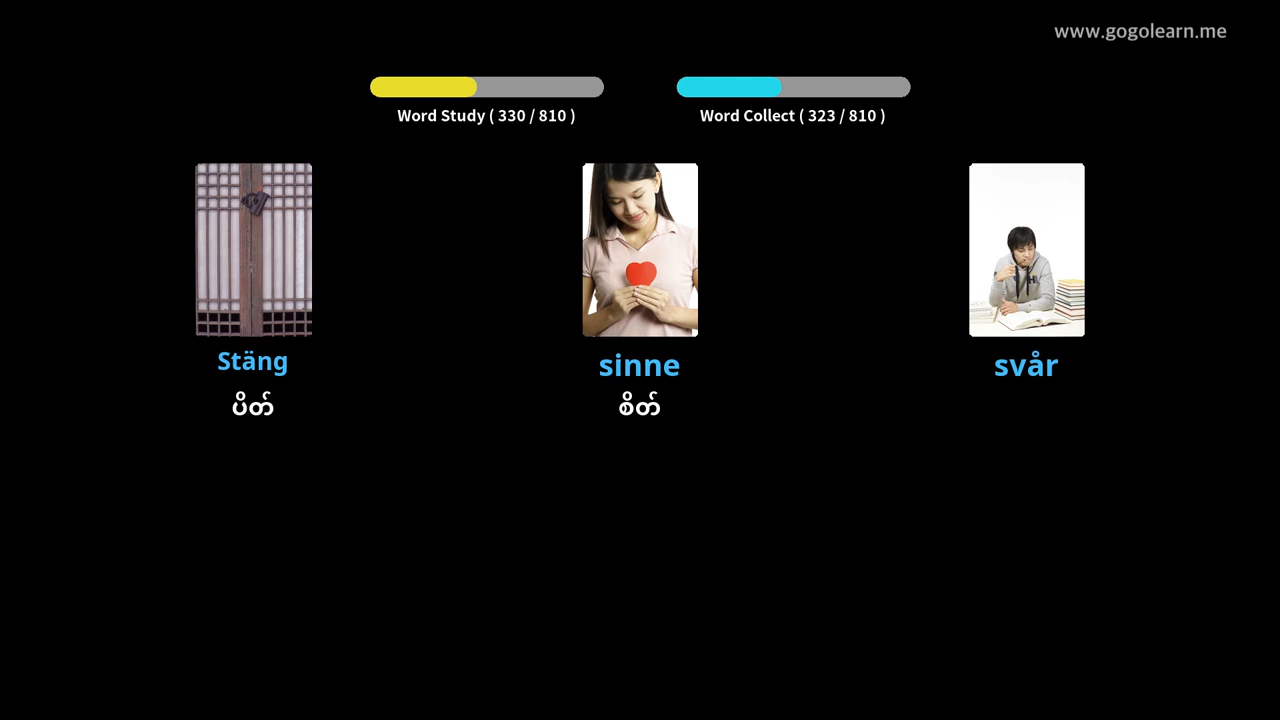 www.gogolearn.me
Word Study ( 330 / 810 )
Word Collect ( 323 / 810 )
Stäng
sinne
svår
ပိတ်
စိတ်